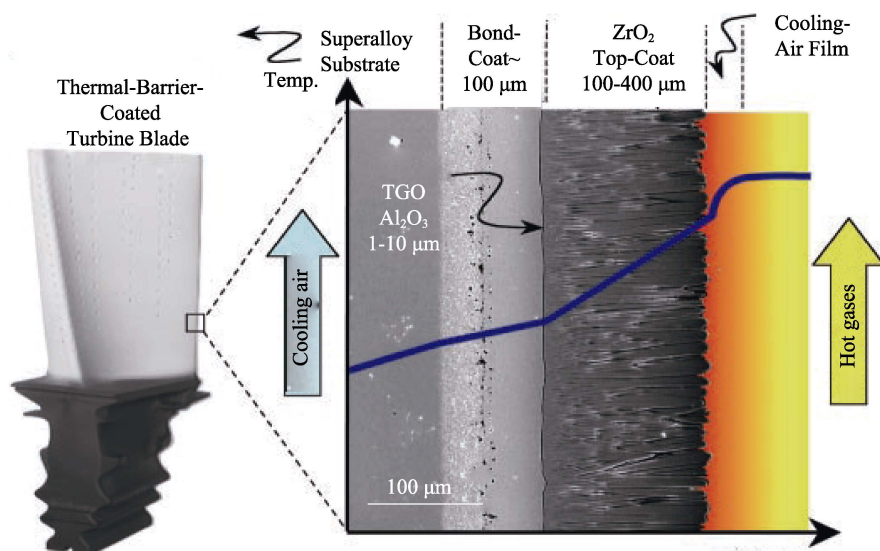 Superalloy
Substrate
Temp.
Bond-
Coat~
100 μm
ZrO₂
Top-Coat
100-400 μm
Cooling-
Air Film
Thermal-Barrier-
Coated
Turbine Blade
TGO
Al₂O₃
1-10 μm
Cooling air
Hot gases
100 μm